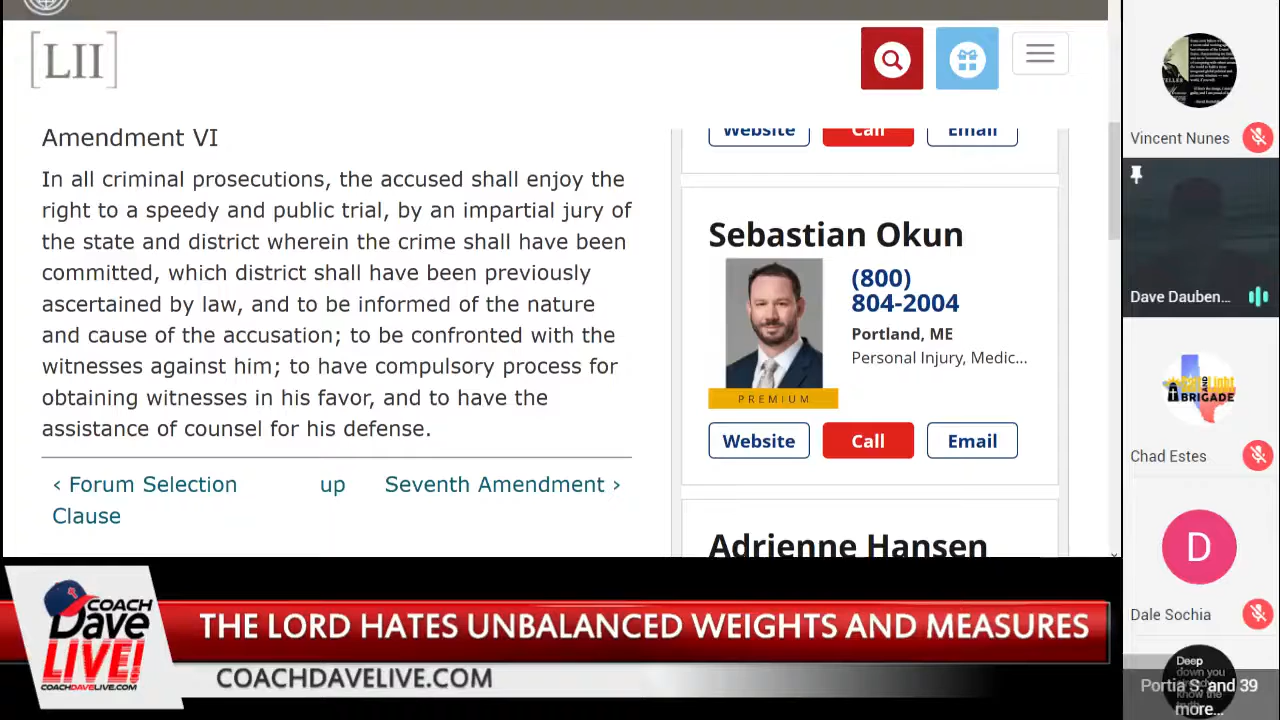 [LII]
Amendment VI
In all criminal prosecutions, the accused shall enjoy the
right to a speedy and public trial, by an impartial jury of
the state and district wherein the crime shall have been
committed, which district shall have been previously
ascertained by law, and to be informed of the nature
and cause of the accusation; to be confronted with the
witnesses against him; to have compulsory process for
obtaining witnesses in his favor, and to have the
assistance of counsel for his defense.
‹ Forum Selection
Clause
up
Seventh Amendment ›
Website
Call
Email
Sebastian Okun
(800)
804-2004
Portland, ME
Personal Injury, Medic...
PREMIUM
Website
Call
Email
Adrienne Hansen
Vincent Nunes
Dave Dauben...
BRIGADE
Chad Estes
D
Dale Sochia
Deep
down you
know the
Portia S. and 39
more...
COACH
Dave
LIVE!
COACHDAVELIVE.COM
THE LORD HATES UNBALANCED WEIGHTS AND MEASURES
COACHDAVELIVE.COM